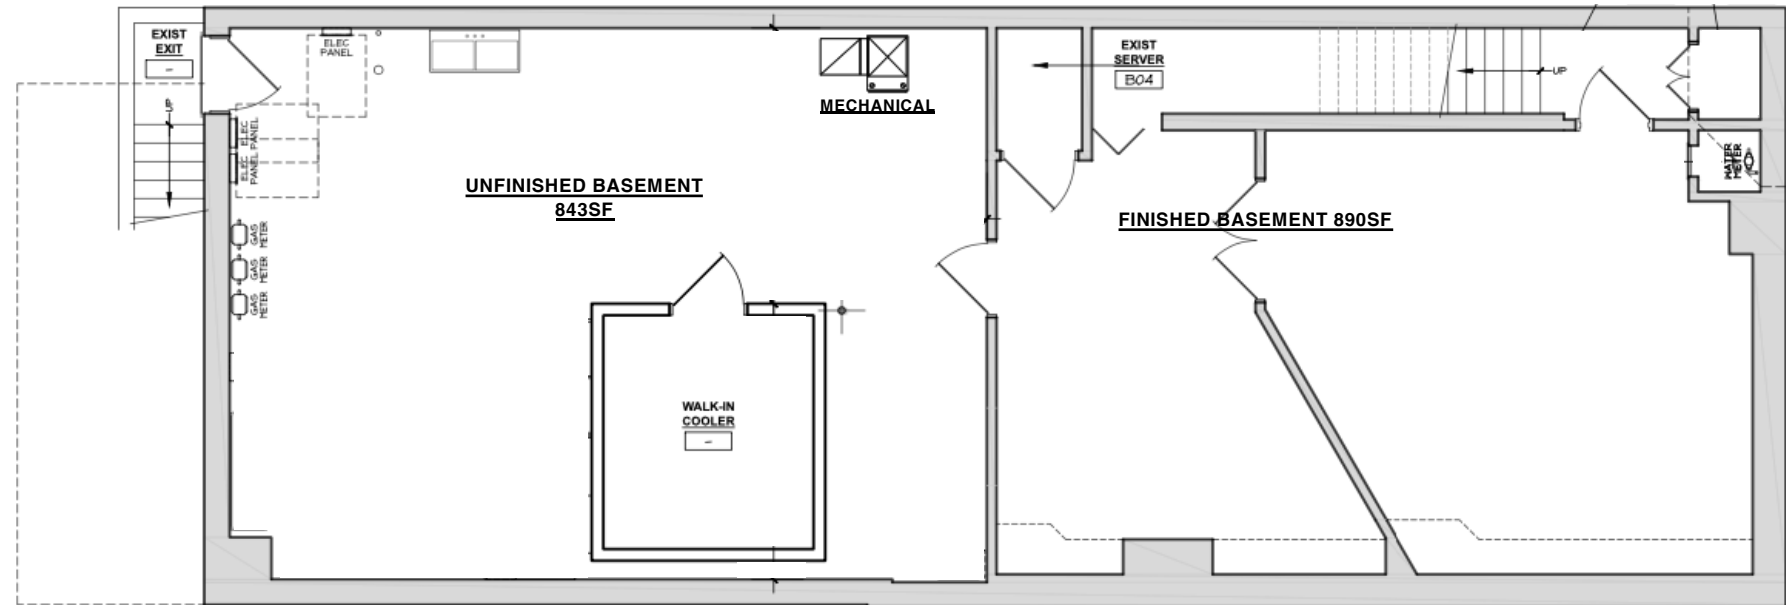 EXIST
EXIT
UP
ELEC
PANEL
ELEC
PANEL
ELEC
PANEL
GAS
METER
GAS
METER
GAS
METER
MECHANICAL
UNFINISHED BASEMENT
843SF
WALK-IN
COOLER
EXIST
SERVER
B04
UP
FINISHED BASEMENT 890SF
WATER
METER